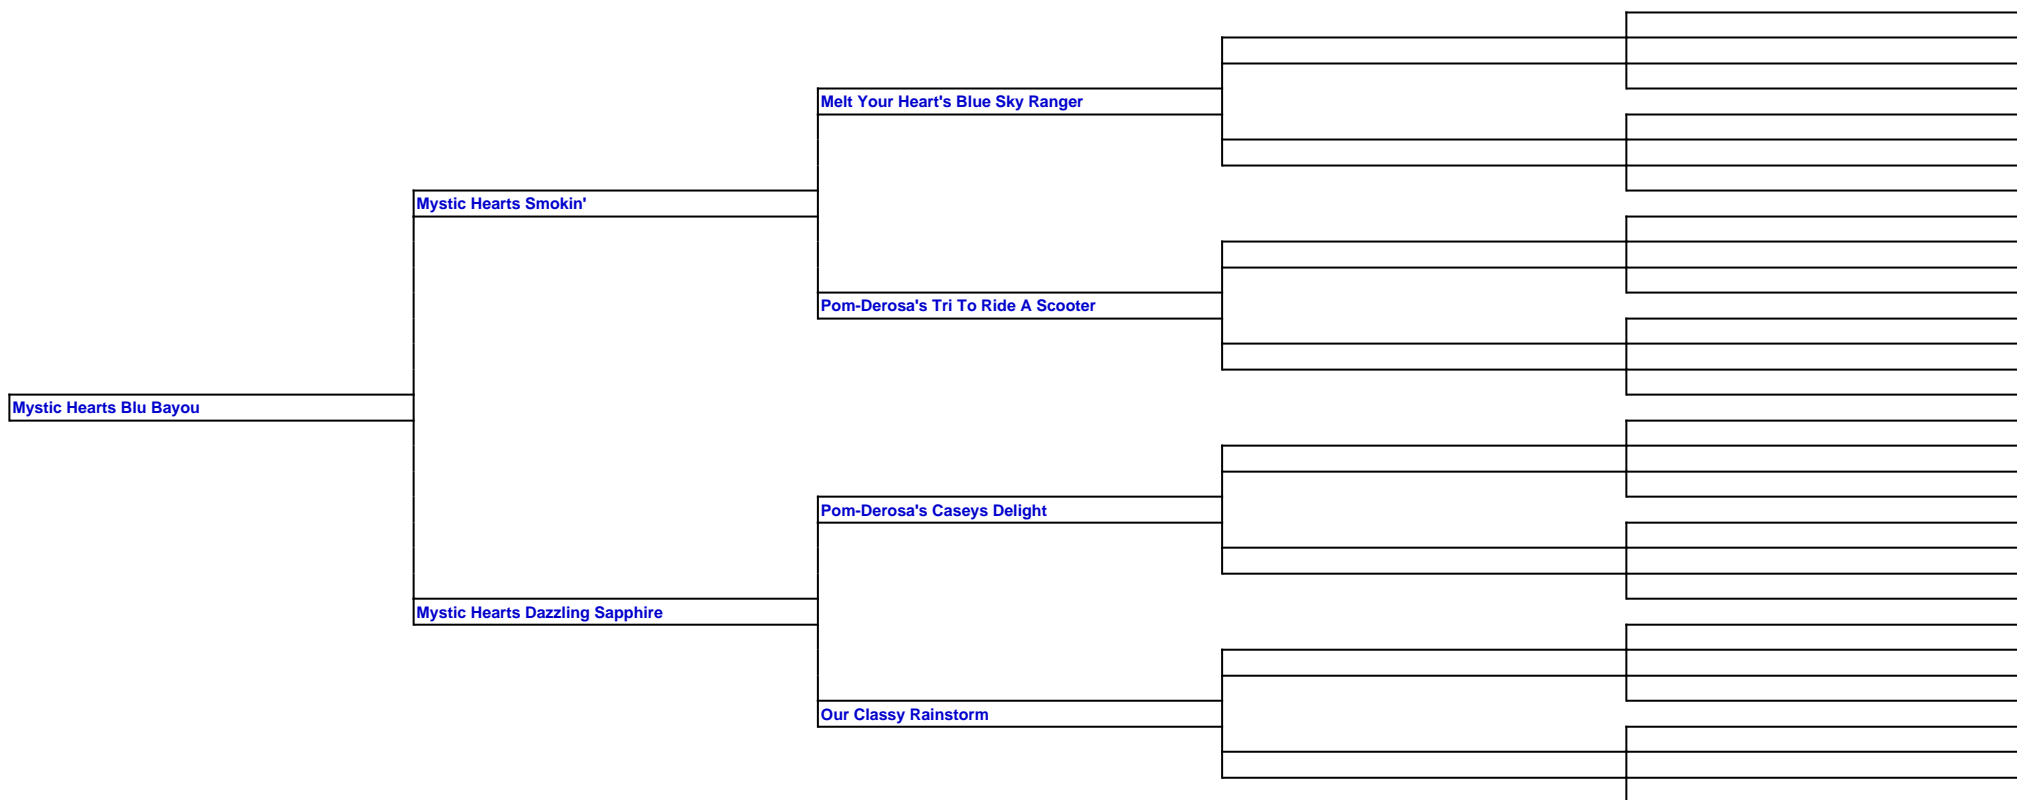 Melt Your Heart's Blue Sky Ranger
Mystic Hearts Smokin'
Pom-Derosa's Tri To Ride A Scooter
Mystic Hearts Blu Bayou
Pom-Derosa's Caseys Delight
Mystic Hearts Dazzling Sapphire
Our Classy Rainstorm